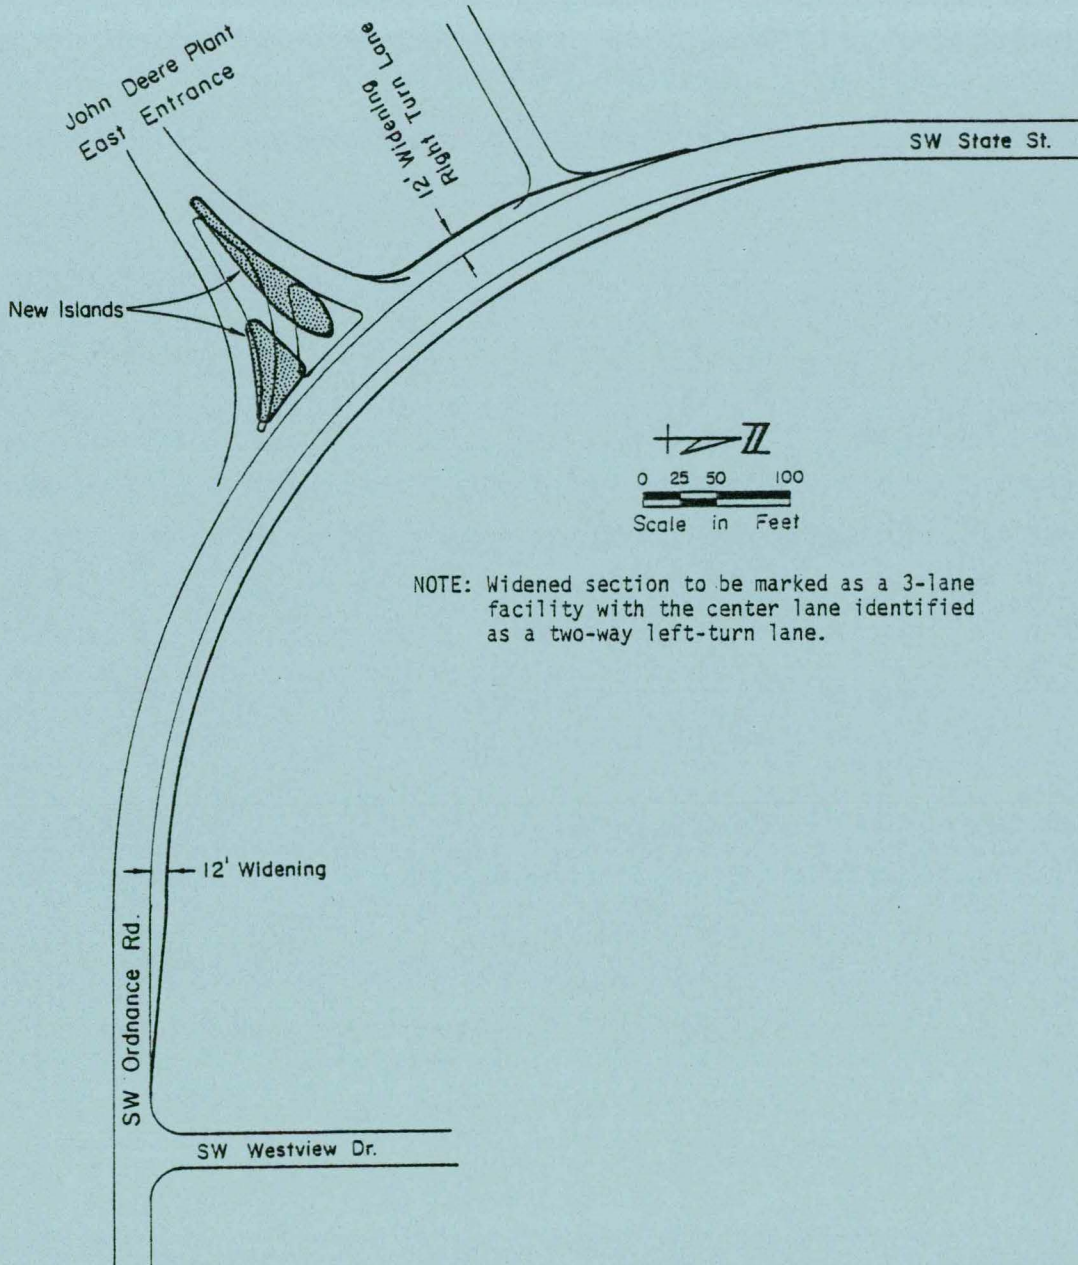 John Deere Plant
East Entrance
12' Widening
Right Turn Lane
SW State St.
New Islands
N
0 25 50 100
Scale in Feet
NOTE: Widened section to be marked as a 3-lane
facility with the center lane identified
as a two-way left-turn lane.
12' Widening
SW Ordnance Rd.
SW Westview Dr.